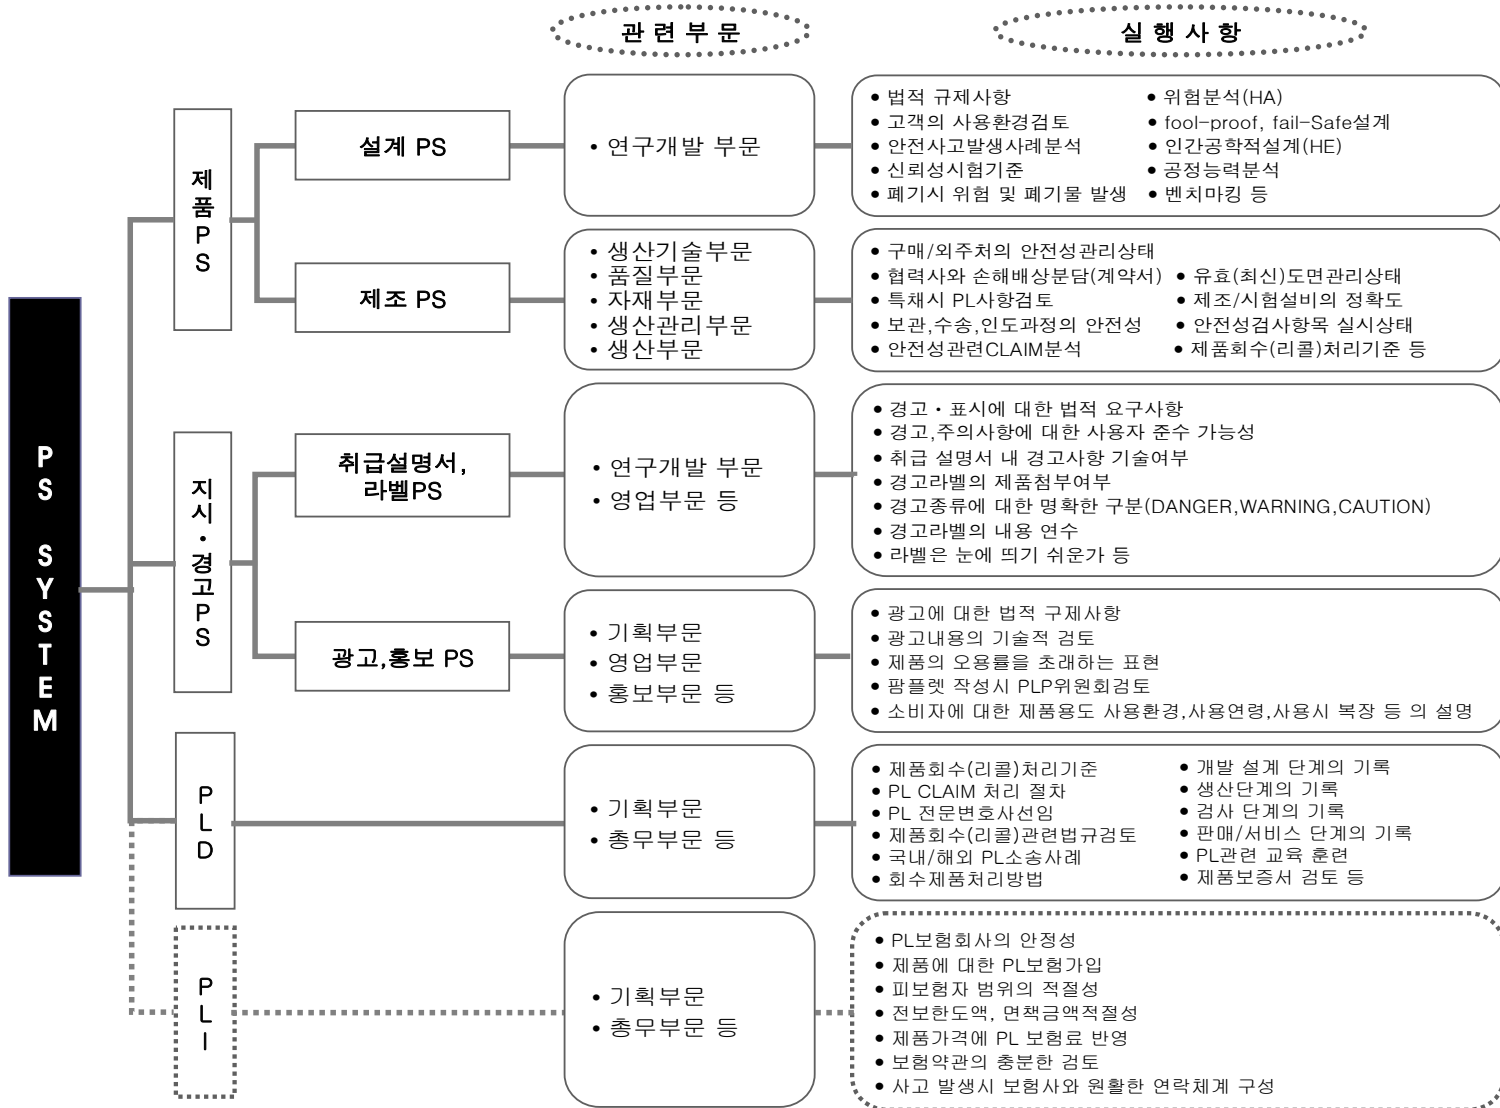 관 련 부 문
실 행 사 항
PS SYSTEM
제품PS
설계 PS
• 연구개발 부문
• 법적 규제사항
• 고객의 사용환경검토
• 안전사고발생사례분석
• 신뢰성시험기준
• 폐기시 위험 및 폐기물 발생
• 위험분석(HA)
• fool-proof, fail-Safe설계
• 인간공학적설계(HE)
• 공정능력분석
• 벤치마킹 등
제조 PS
• 생산기술부문
• 품질부문
• 자재부문
• 생산관리부문
• 생산부문
• 구매/외주처의 안전성관리상태
• 협력사와 손해배상분담(계약서)
• 특채시 PL사항검토
• 보관,수송,인도과정의 안전성
• 안전성관련CLAIM분석
• 유효(최신)도면관리상태
• 제조/시험설비의 정확도
• 안전성검사항목 실시상태
• 제품회수(리콜)처리기준 등
지시·경고PS
취급설명서,
라벨PS
• 연구개발 부문
• 영업부문 등
• 경고・표시에 대한 법적 요구사항
• 경고,주의사항에 대한 사용자 준수 가능성
• 취급 설명서 내 경고사항 기술여부
• 경고라벨의 제품첨부여부
• 경고종류에 대한 명확한 구분(DANGER,WARNING,CAUTION)
• 경고라벨의 내용 연수
• 라벨은 눈에 띄기 쉬운가 등
광고,홍보 PS
• 기획부문
• 영업부문
• 홍보부문 등
• 광고에 대한 법적 구제사항
• 광고내용의 기술적 검토
• 제품의 오용률을 초래하는 표현
• 팜플렛 작성시 PLP위원회검토
• 소비자에 대한 제품용도 사용환경,사용연령,사용시 복장 등 의 설명
PLD
• 기획부문
• 총무부문 등
• 제품회수(리콜)처리기준
• PL CLAIM 처리 절차
• PL 전문변호사선임
• 제품회수(리콜)관련법규검토
• 국내/해외 PL소송사례
• 회수제품처리방법
• 개발 설계 단계의 기록
• 생산단계의 기록
• 검사 단계의 기록
• 판매/서비스 단계의 기록
• PL관련 교육 훈련
• 제품보증서 검토 등
PLI
• 기획부문
• 총무부문 등
• PL보험회사의 안정성
• 제품에 대한 PL보험가입
• 피보험자 범위의 적절성
• 전보한도액, 면책금액적절성
• 제품가격에 PL 보험료 반영
• 보험약관의 충분한 검토
• 사고 발생시 보험사와 원활한 연락체계 구성